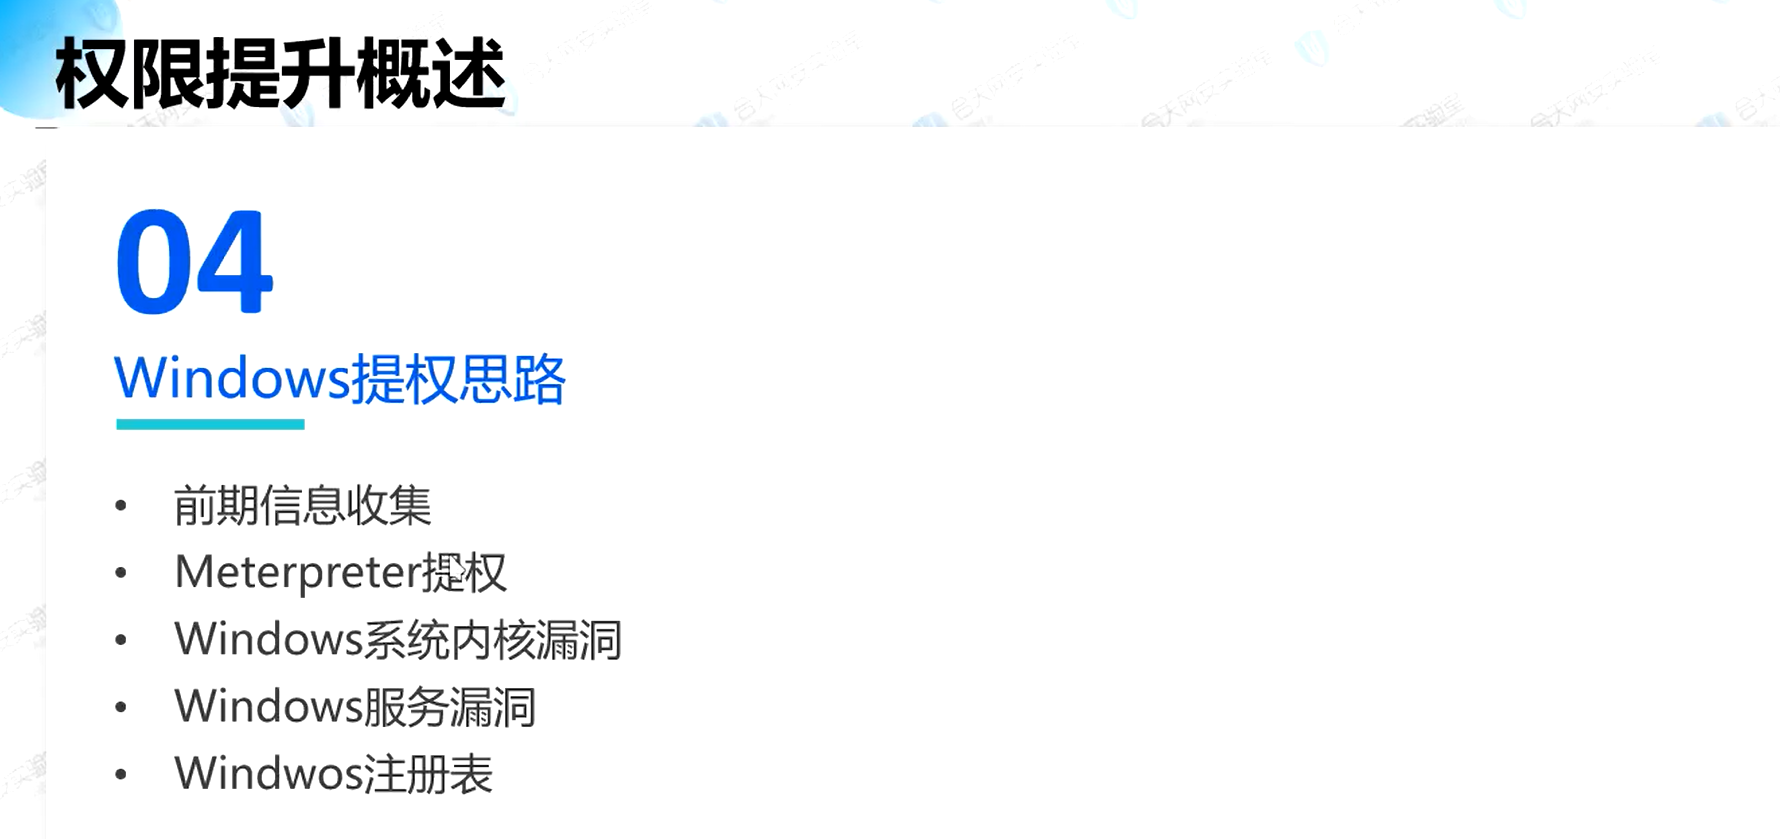 权限提升概述
04
Windows提权思路
• 前期信息收集
• Meterpreter提权
• Windows系统内核漏洞
• Windows服务漏洞
• Windwos注册表